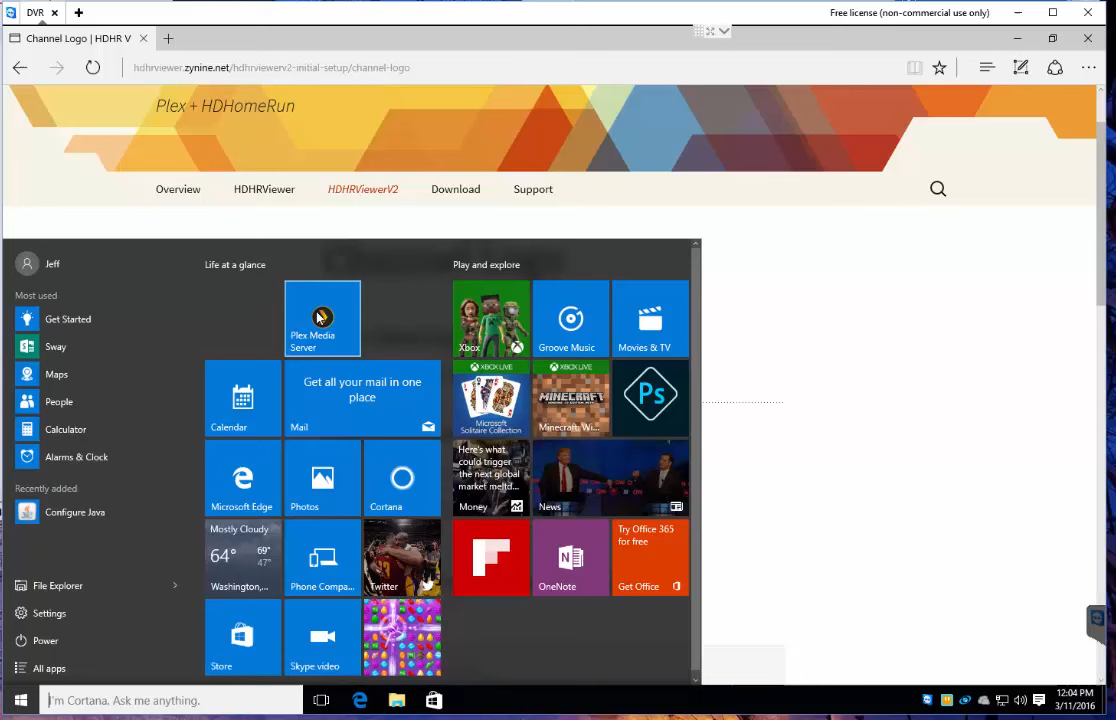 DVR
Free license (non-commercial use only)
Channel Logo | HDHR V
hdhrviewer.zynine.net/hdhrviewerv2-initial-setup/channel-logo
Plex + HDHomeRun
Overview
HDHRViewer
HDHRViewerV2
Download
Support
Jeff
Most used
Get Started
Sway
Maps
People
Calculator
Alarms & Clock
Recently added
Configure Java
File Explorer
Settings
Power
All apps
Life at a glance
Plex Media
Server
Calendar
Get all your mail in one
place
Mail
Microsoft Edge
Photos
Cortana
Mostly Cloudy
64° 69°
47°
Washington,...
Phone Compa...
Twitter
Store
Skype video
Play and explore
Xbox
Groove Music
Movies & TV
XBOX LIVE
Microsoft
Solitaire Collection
XBOX LIVE
MINECRAFT
Minecraft: Wi...
Ps
Here's what
could trigger
the next global
market meltd...
Money
News
OneNote
Try Office 365
for free
Get Office
I'm Cortana. Ask me anything.
12:04 PM
3/11/2016